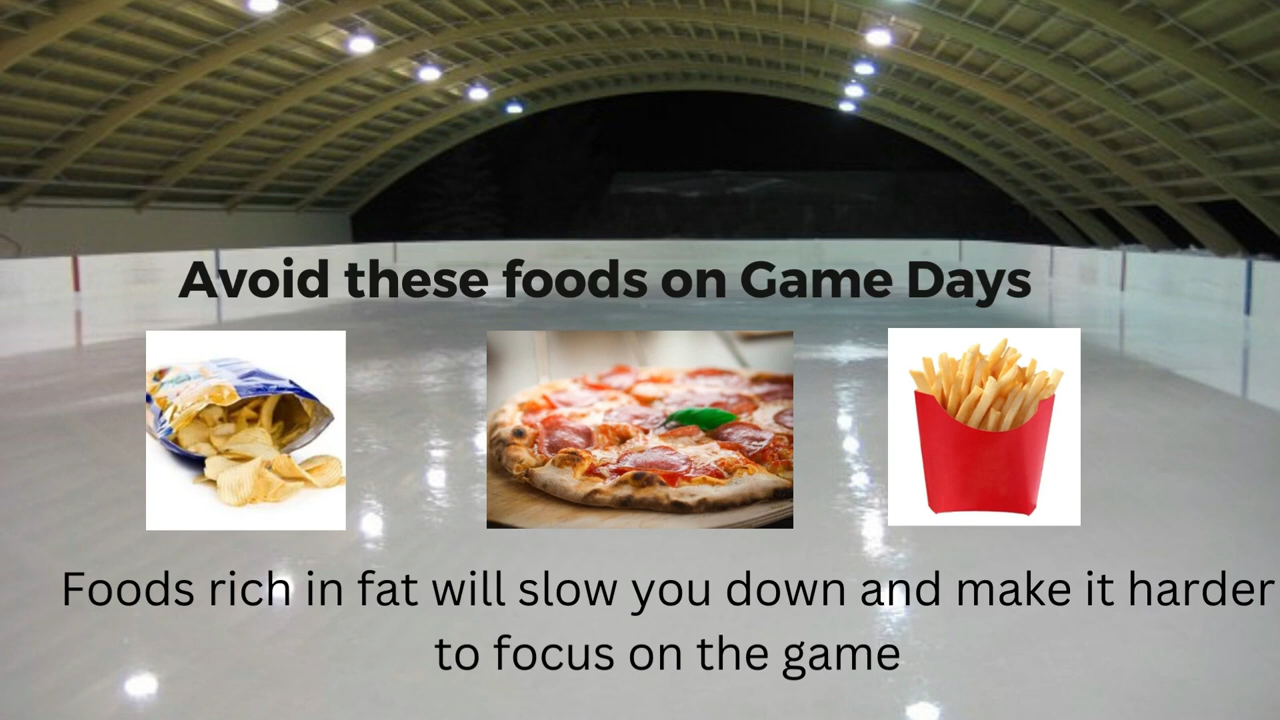 Avoid these foods on Game Days
Foods rich in fat will slow you down and make it harder
to focus on the game